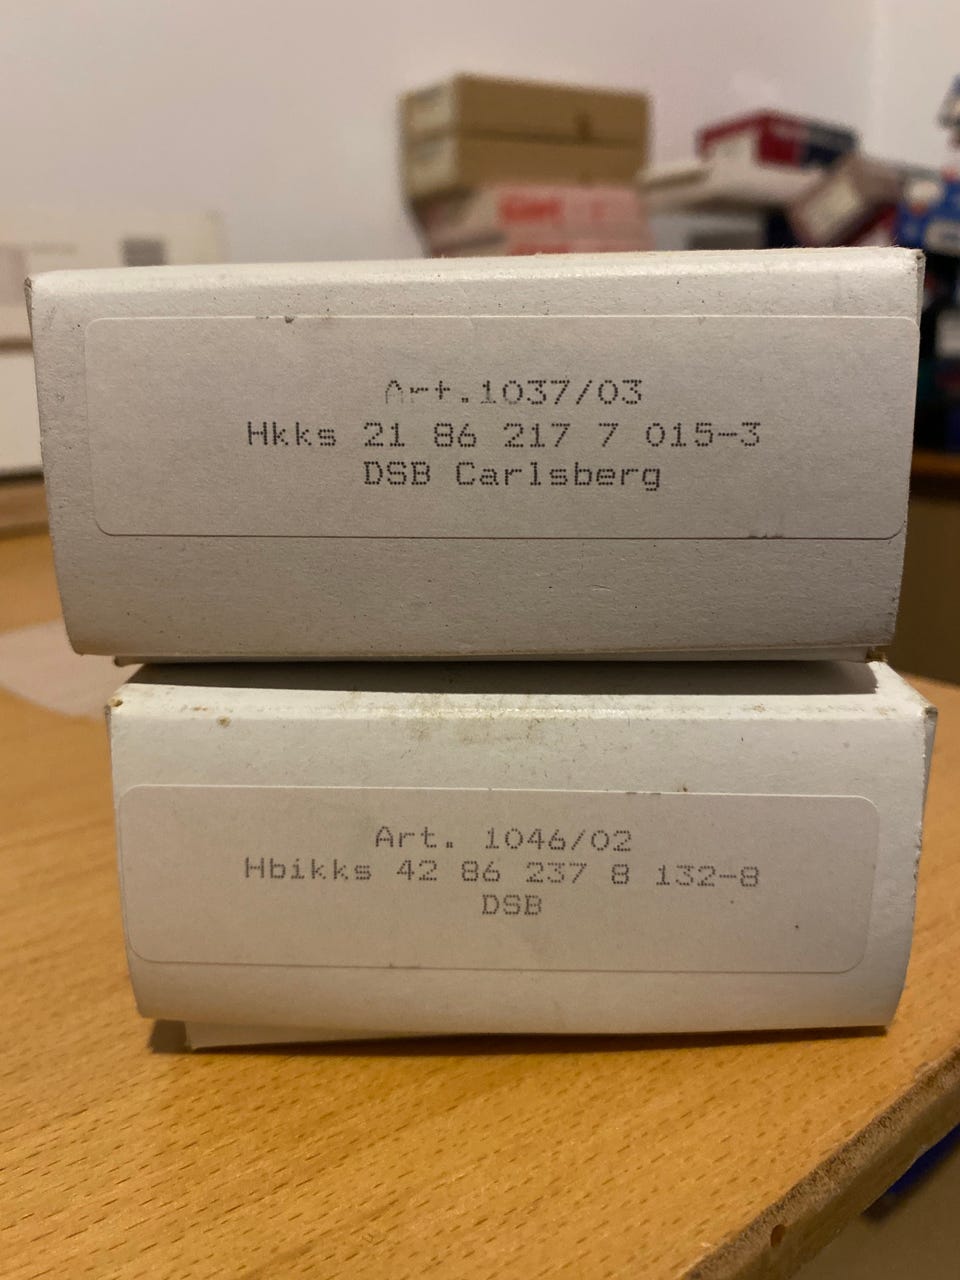 Art.1037/03
Hkks 21 86 217 7 015-3
DSB Carlsberg
Art. 1046/02
Hbikks 42 86 237 8 132-8
DSB